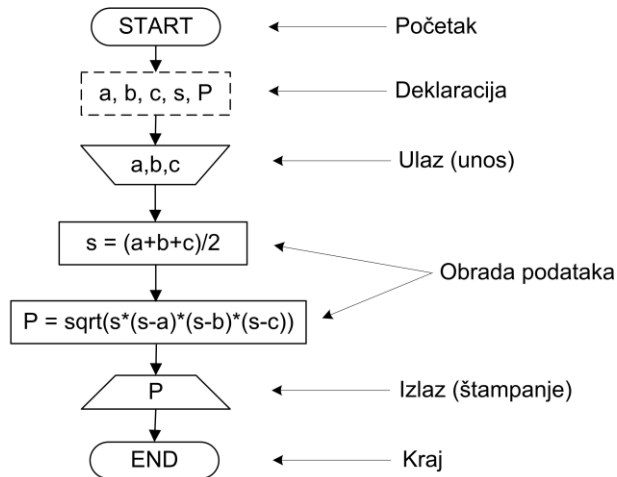 START
Početak
a, b, c, s, P
Deklaracija
a,b,c
Ulaz (unos)
s = (a+b+c)/2
Obrada podataka
P = sqrt(s*(s-a)*(s-b)*(s-c))
P
Izlaz (štampanje)
END
Kraj